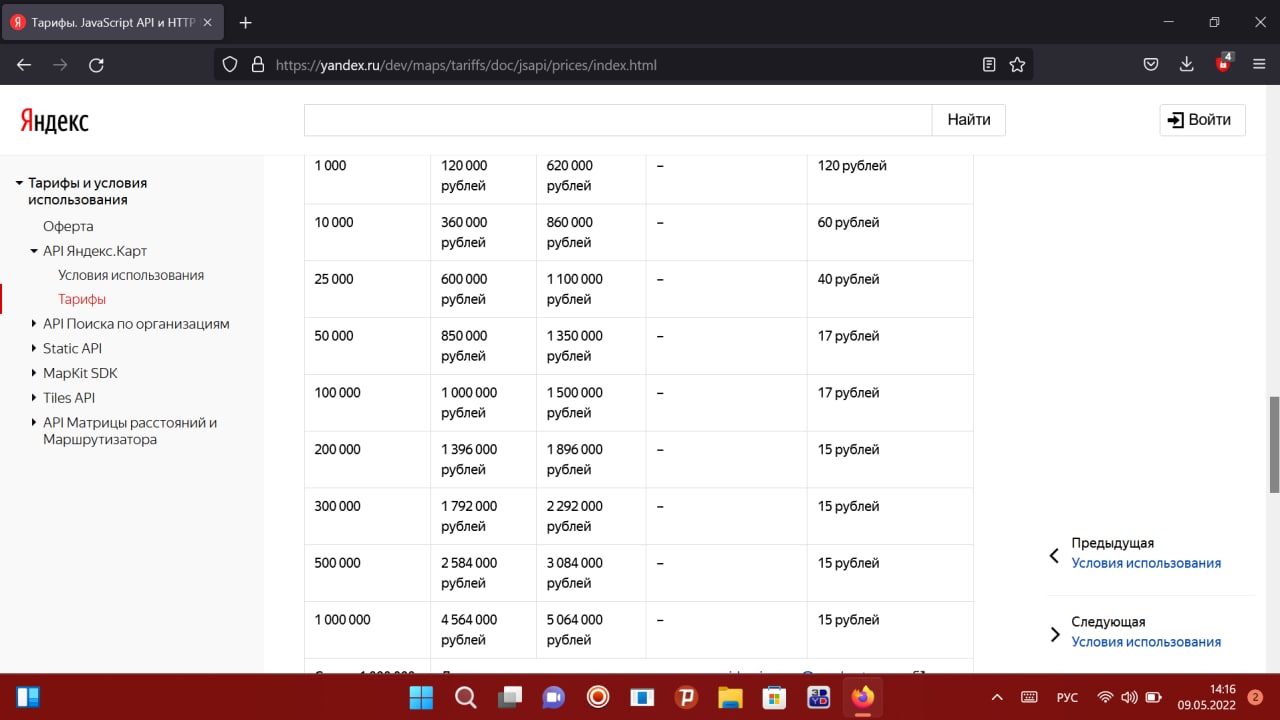 Тарифы. JavaScript API и HTTP
https://yandex.ru/dev/maps/tariffs/doc/jsapi/prices/index.html
4
Яндекс
Найти
Войти
Тарифы и условия
использования
Оферта
API Яндекс.Карт
Условия использования
Тарифы
API Поиска по организациям
Static API
MapKit SDK
Tiles API
API Матрицы расстояний и
Маршрутизатора
1 000 120 000 620 000 – 120 рублей
рублей рублей
10 000 360 000 860 000 – 60 рублей
рублей рублей
25 000 600 000 1 100 000 – 40 рублей
рублей рублей
50 000 850 000 1 350 000 – 17 рублей
рублей рублей
100 000 1 000 000 1 500 000 – 17 рублей
рублей рублей
200 000 1 396 000 1 896 000 – 15 рублей
рублей рублей
300 000 1 792 000 2 292 000 – 15 рублей
рублей рублей
500 000 2 584 000 3 084 000 – 15 рублей
рублей рублей
1 000 000 4 564 000 5 064 000 – 15 рублей
рублей рублей
Предыдущая
Условия использования
Следующая
Условия использования
РУС
14:16
09.05.2022
2